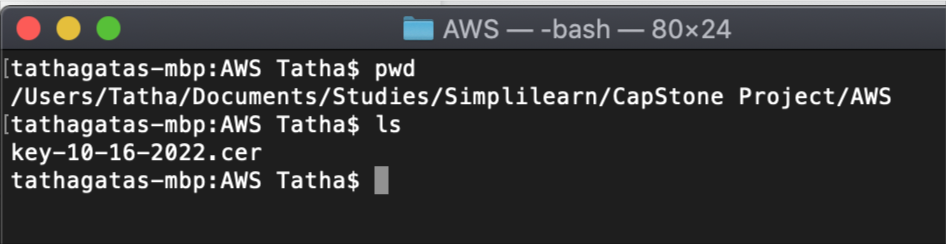 AWS — -bash — 80×24
[tathagatas-mbp:AWS Tatha$ pwd
/Users/Tatha/Documents/Studies/Simplilearn/CapStone Project/AWS
[tathagatas-mbp:AWS Tatha$ ls
key-10-16-2022.cer
tathagatas-mbp:AWS Tatha$